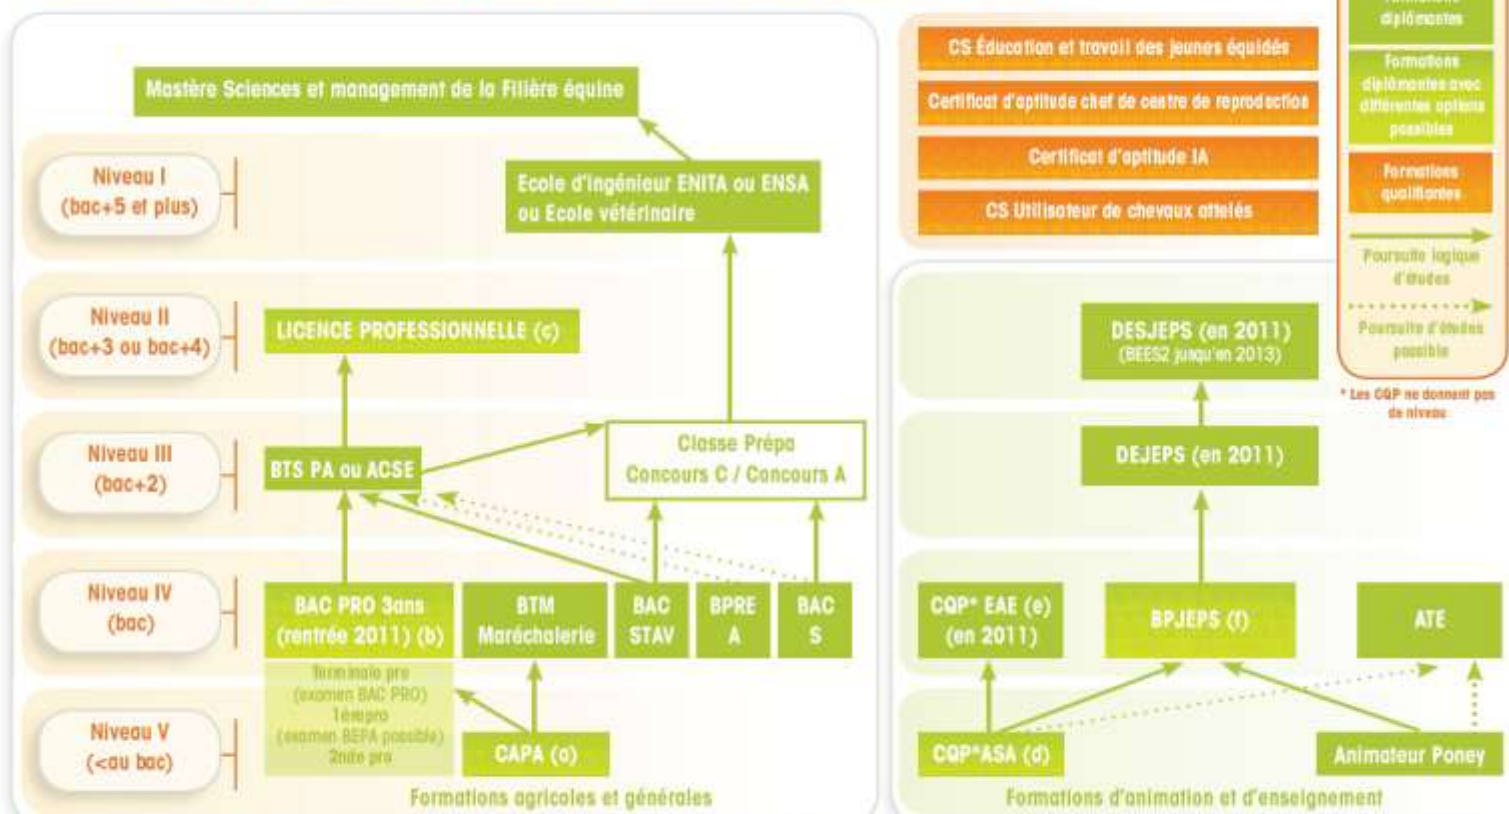 Mastère Sciences et management de la Filière équine
Niveau I
(bac+5 et plus)
Ecole d'ingénieur ENITA ou ENSA
ou Ecole vétérinaire
Niveau II
(bac+3 ou bac+4)
LICENCE PROFESSIONNELLE (c)
Niveau III
(bac+2)
BTS PA ou ACSE
Classe Prépa
Concours C / Concours A
Niveau IV
(bac)
BAC PRO 3ans
(rentrée 2011) (b)
BTM
Maréchalerie
BAC
STAV
BPRE
A
BAC
S
Terminale pro
(examen BAC PRO)
1èrepro
(examen BEPA possible)
2nde pro
Niveau V
(<au bac)
CAPA (a)
Formations agricoles et générales
CS Éducation et travail des jeunes équidés
Certificat d'aptitude chef de centre de reproduction
Certificat d'aptitude IA
CS Utilisateur de chevaux attelés
diplômantes
Formations
diplômantes avec
différentes options
possibles
Formations
qualifiantes
Poursuite logique
d'études
Poursuite d'études
possible
* Les CQP ne donnent pas
de niveau
DESJEPS (en 2011)
(BEES2 jusqu'en 2013)
DEJEPS (en 2011)
CQP* EAE (e)
(en 2011)
BPJEPS (f)
ATE
CQP*ASA (d)
Animateur Poney
Formations d'animation et d'enseignement